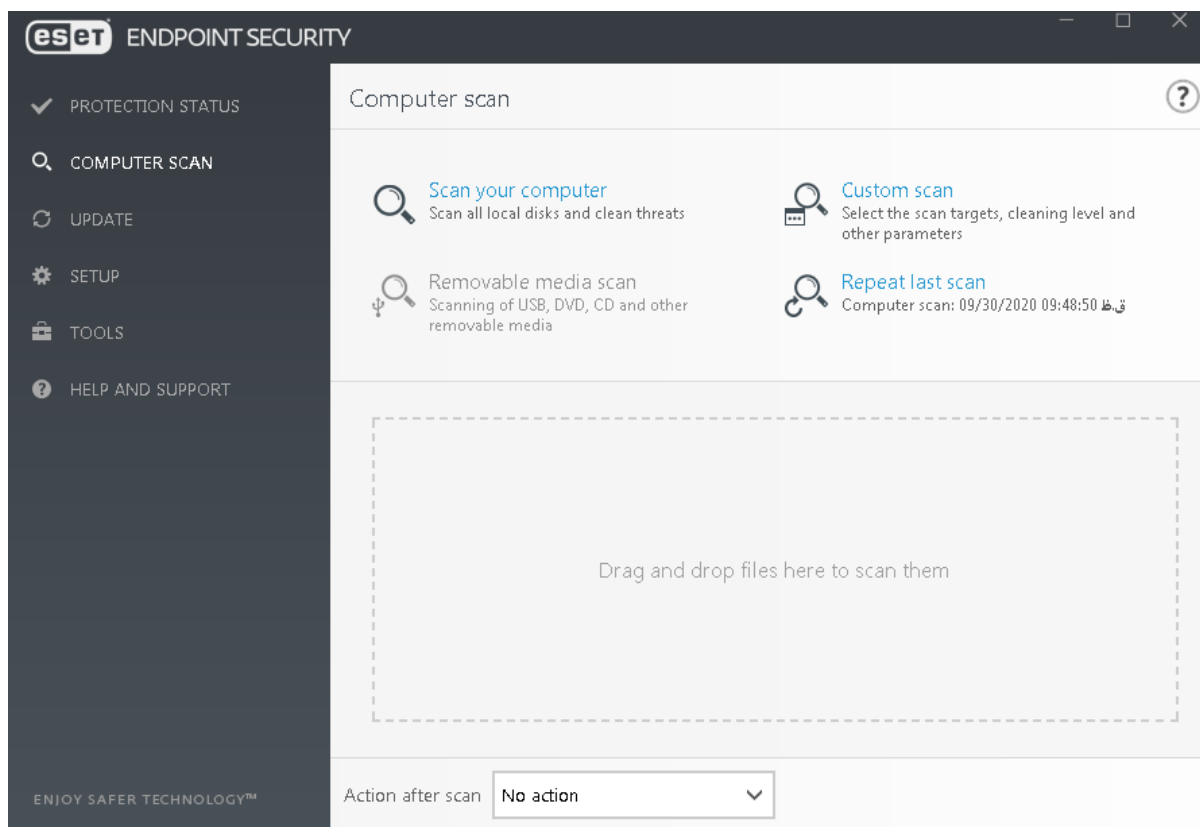 eset ENDPOINT SECURITY
PROTECTION STATUS
COMPUTER SCAN
UPDATE
SETUP
TOOLS
HELP AND SUPPORT
ENJOY SAFER TECHNOLOGY™
Computer scan
?
Scan your computer
Scan all local disks and clean threats
Custom scan
Select the scan targets, cleaning level and
other parameters
Removable media scan
Scanning of USB, DVD, CD and other
removable media
Repeat last scan
Computer scan: 09/30/2020 09:48:50 ق.ظ
Drag and drop files here to scan them
Action after scan No action